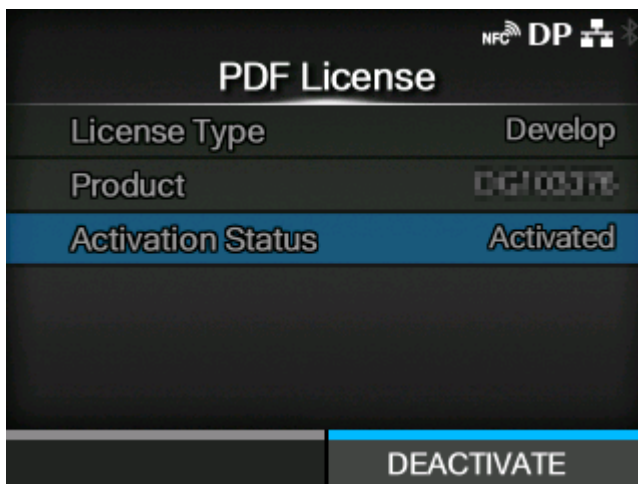 NFC DP
PDF License
License Type Develop
Product
Activation Status Activated
DEACTIVATE